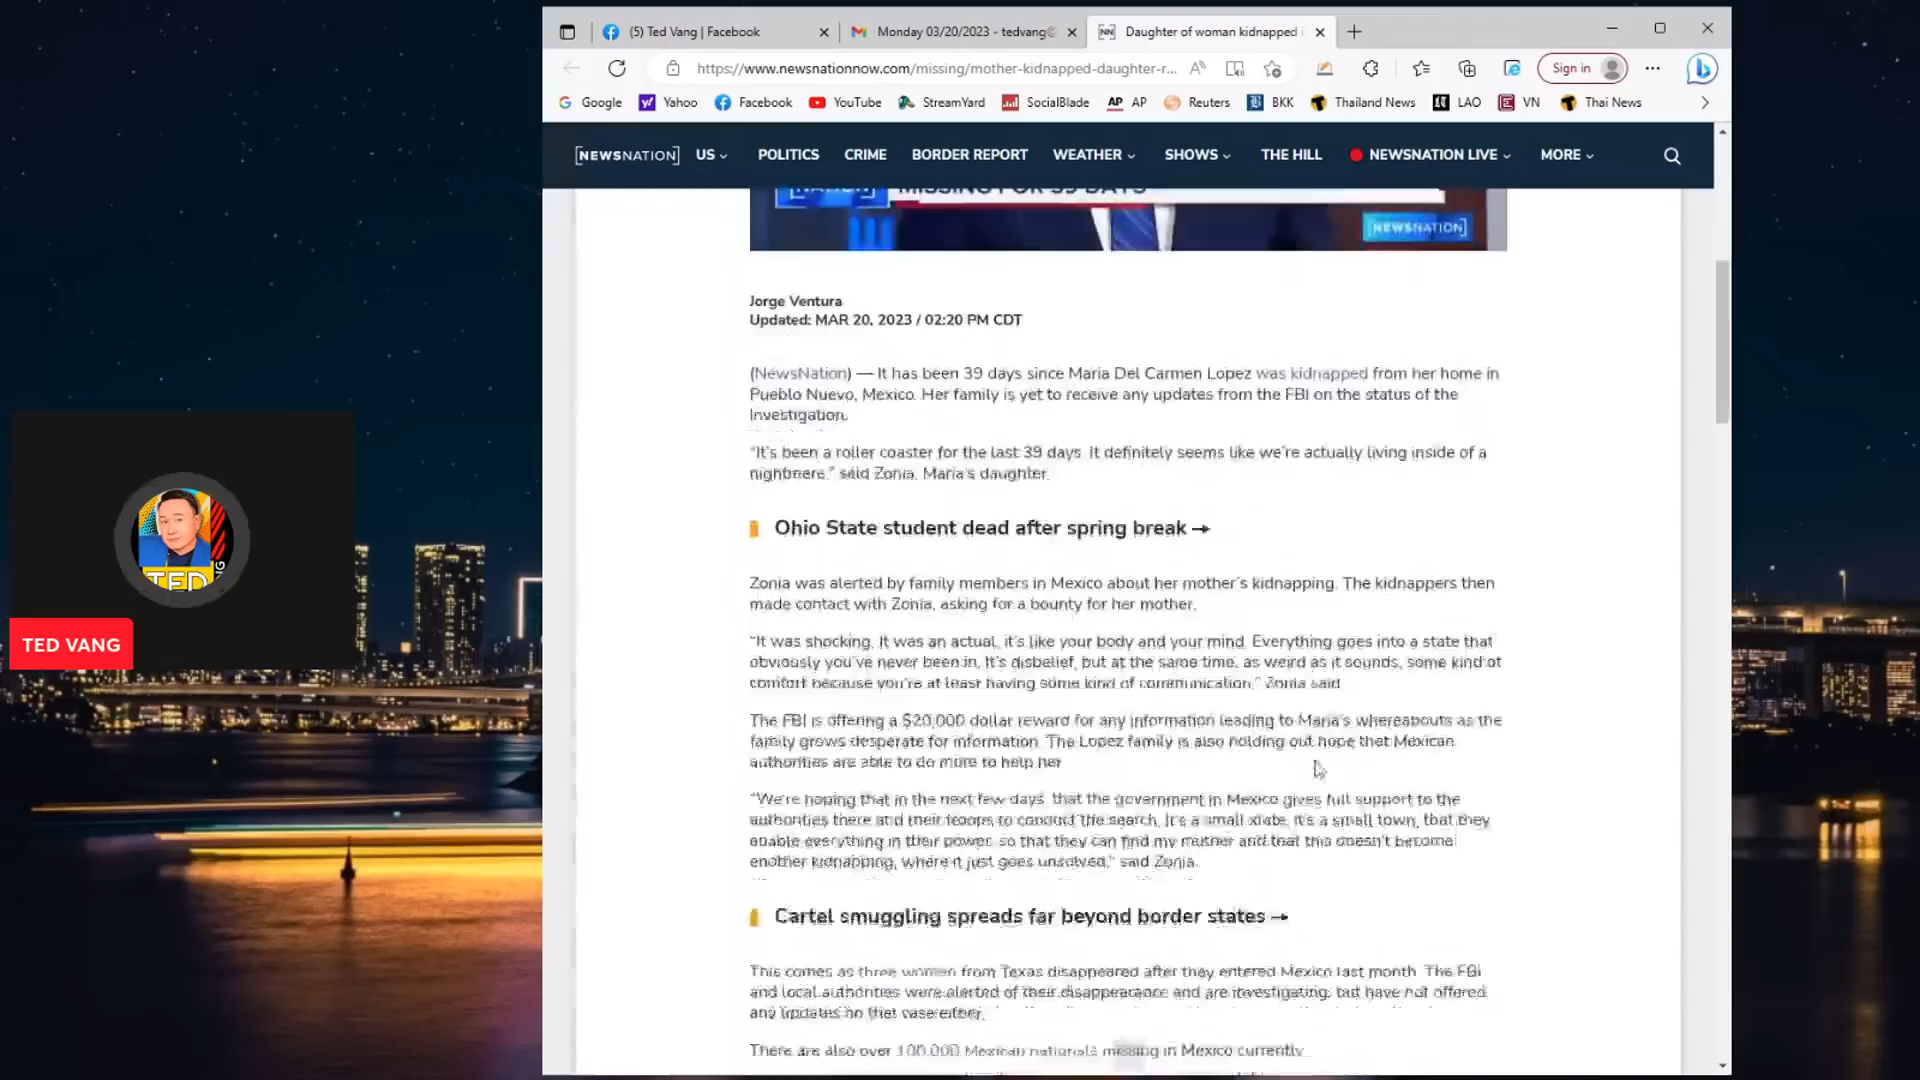 (5) Ted Vang | Facebook
Monday 03/20/2023 - tedvang@
Daughter of woman kidnapped i
https://www.newsnationnow.com/missing/mother-kidnapped-daughter-r...
Sign in
Google
Yahoo
Facebook
YouTube
StreamYard
SocialBlade
AP AP
Reuters
B BKK
Thailand News
LAO
VN
Thai News
[NEWSNATION]
US
POLITICS
CRIME
BORDER REPORT
WEATHER
SHOWS
THE HILL
NEWSNATION LIVE
MORE
MISSING FOR 39 DAYS
[NEWSNATION]
Jorge Ventura
Updated: MAR 20, 2023 / 02:20 PM CDT
(NewsNation) — It has been 39 days since Maria Del Carmen Lopez was kidnapped from her home in
Pueblo Nuevo, Mexico. Her family is yet to receive any updates from the FBI on the status of the
investigation.
“It’s been a roller coaster for the last 39 days. It definitely seems like we’re actually living inside of a
nightmare,” said Zonia, Maria’s daughter.
Ohio State student dead after spring break →
Zonia was alerted by family members in Mexico about her mother’s kidnapping. The kidnappers then
made contact with Zonia, asking for a bounty for her mother.
“It was shocking. It was an actual, it’s like your body and your mind. Everything goes into a state that
obviously you’ve never been in. It’s disbelief, but at the same time, as weird as it sounds, some kind of
comfort because you’re at least having some kind of communication,” Zonia said
The FBI is offering a $20,000 dollar reward for any information leading to Maria’s whereabouts as the
family grows desperate for information. The Lopez family is also holding out hope that Mexican
authorities are able to do more to help her
“We’re hoping that in the next few days, that the government in Mexico gives full support to the
authorities there and their troops to conduct the search. It’s a small state, it’s a small town, that they
enable everything in their power so that they can find my mother and that this doesn’t become
another kidnapping, where it just goes unsolved,” said Zonia.
Cartel smuggling spreads far beyond border states →
This comes as three women from Texas disappeared after they entered Mexico last month. The FBI
and local authorities were alerted of their disappearance and are investigating, but have not offered
any updates on that case either.
There are also over 100,000 Mexican nationals missing in Mexico currently.
TED
TED VANG